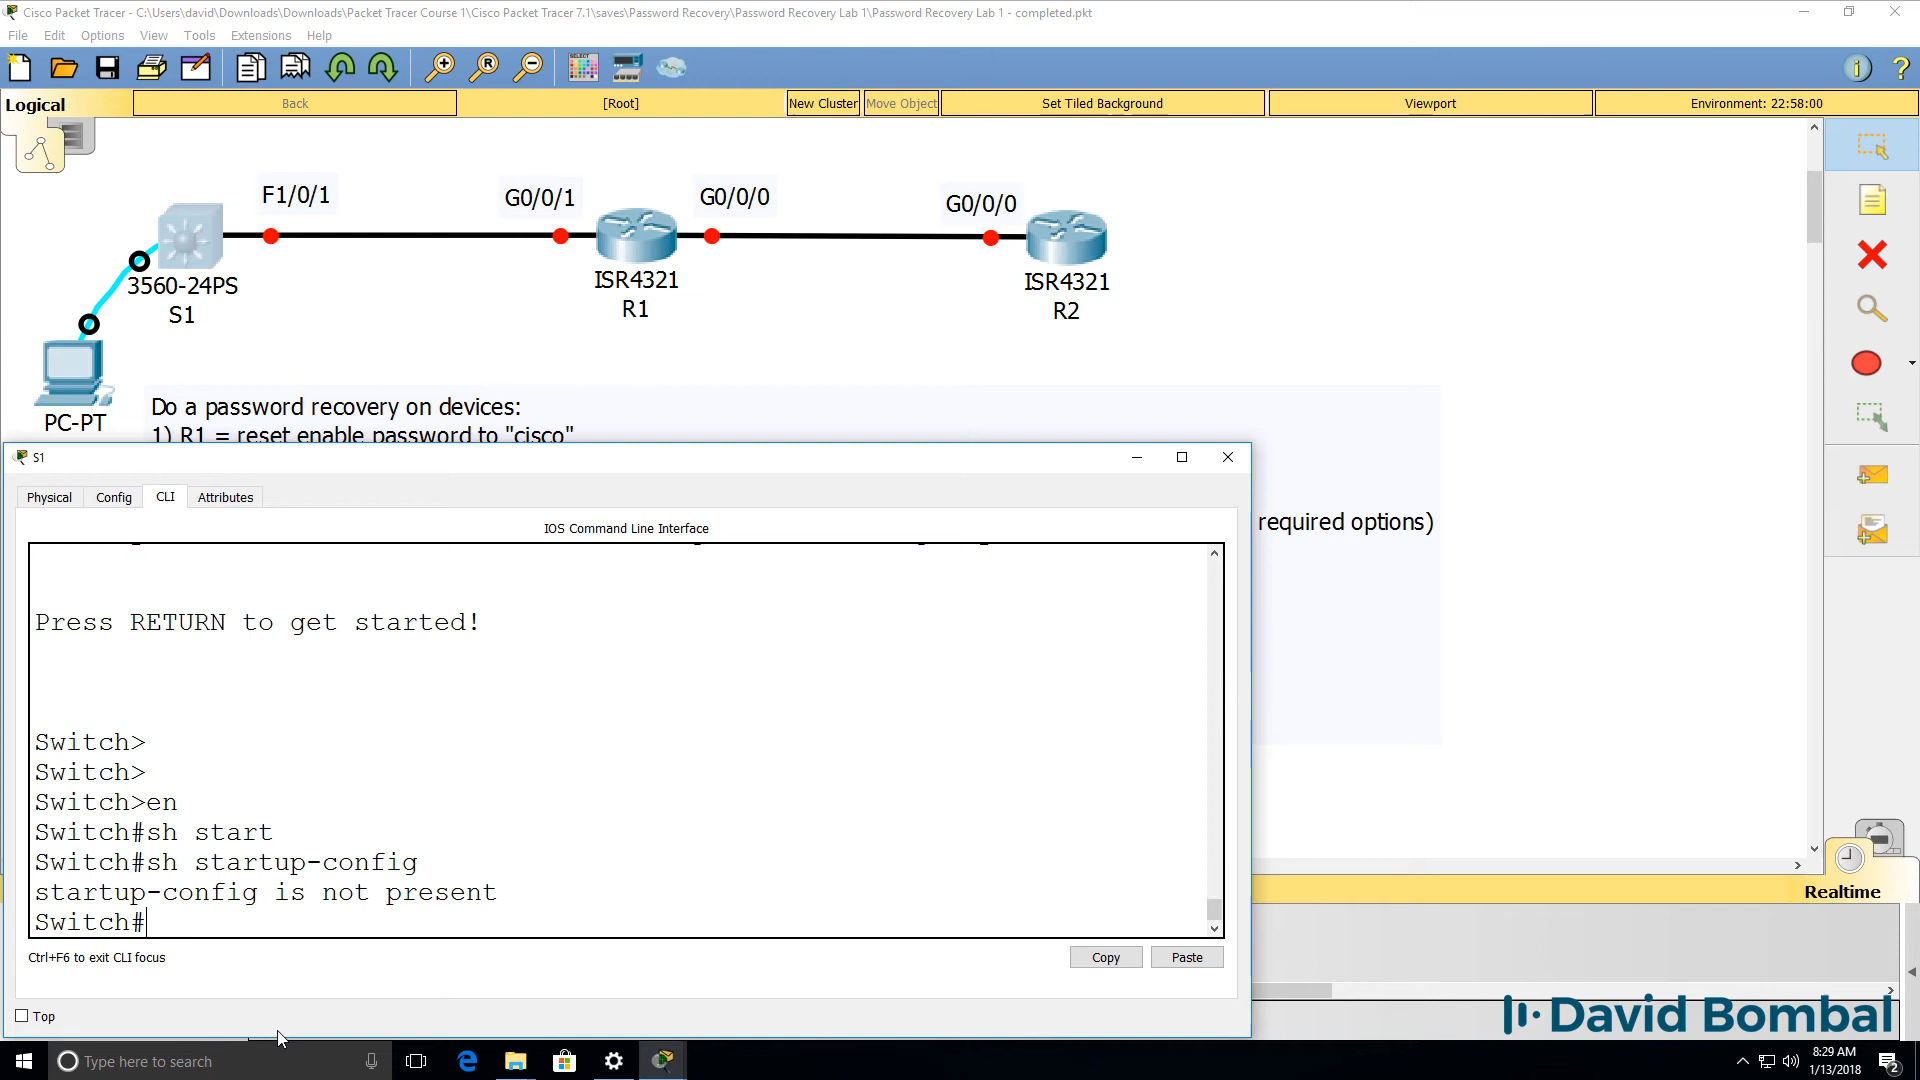 Cisco Packet Tracer - C:\Users\david\Downloads\Downloads\Packet Tracer Course 1\Cisco Packet Tracer 7.1\saves\Password Recovery\Password Recovery Lab 1\Password Recovery Lab 1 - completed.pkt
File Edit Options View Tools Extensions Help
Logical Back [Root] New Cluster Move Object Set Tiled Background Viewport Environment: 22:58:00
F1/0/1 G0/0/1 G0/0/0 G0/0/0
3560-24PS
S1
ISR4321
R1
ISR4321
R2
PC-PT
Do a password recovery on devices:
1) R1 = reset enable password to "cisco"
required options)
S1
Physical Config CLI Attributes
IOS Command Line Interface
Press RETURN to get started!
Switch>
Switch>
Switch>en
Switch#sh start
Switch#sh startup-config
startup-config is not present
Switch#
Ctrl+F6 to exit CLI focus
Copy Paste
Top
Realtime
David Bombal
Type here to search
8:29 AM
1/13/2018
2